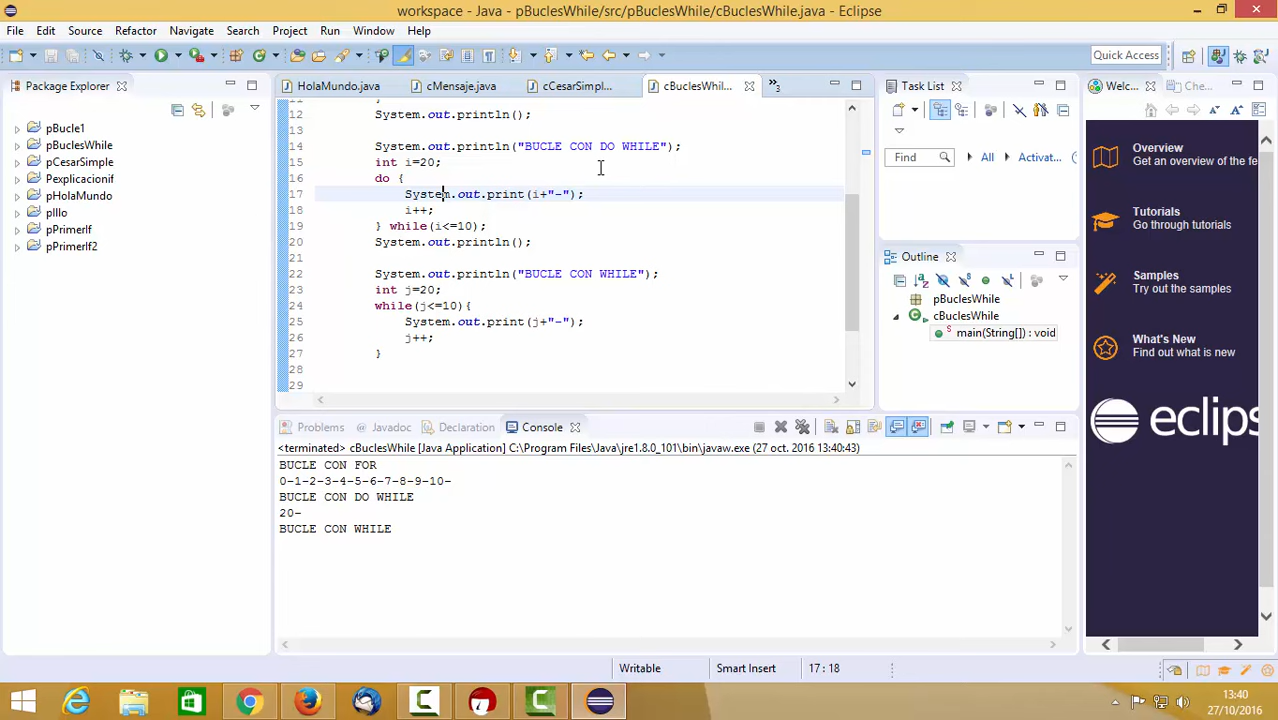 workspace - Java - pBuclesWhile/src/pBuclesWhile/cBuclesWhile.java - Eclipse
File Edit Source Refactor Navigate Search Project Run Window Help
Quick Access
Package Explorer
pBucle1
pBuclesWhile
pCesarSimple
Pexplicacionif
pHolaMundo
pIllo
pPrimerIf
pPrimerIf2
HolaMundo.java cMensaje.java cCesarSimpl... cBuclesWhil... »3
11 }
12 System.out.println();
13
14 System.out.println("BUCLE CON DO WHILE");
15 int i=20;
16 do {
17 System.out.print(i+"-");
18 i++;
19 } while(i<=10);
20 System.out.println();
21
22 System.out.println("BUCLE CON WHILE");
23 int j=20;
24 while(j<=10){
25 System.out.print(j+"-");
26 j++;
27 }
28
29
Task List
Find All Activat...
Outline
pBuclesWhile
cBuclesWhile
S main(String[]) : void
Welc... Che...
Overview
Get an overview of the fe
Tutorials
Go through tutorials
Samples
Try out the samples
What's New
Find out what is new
eclips
Problems Javadoc Declaration Console
<terminated> cBuclesWhile [Java Application] C:\Program Files\Java\jre1.8.0_101\bin\javaw.exe (27 oct. 2016 13:40:43)
BUCLE CON FOR
0-1-2-3-4-5-6-7-8-9-10-
BUCLE CON DO WHILE
20-
BUCLE CON WHILE
Writable Smart Insert 17 : 18
13:40
27/10/2016